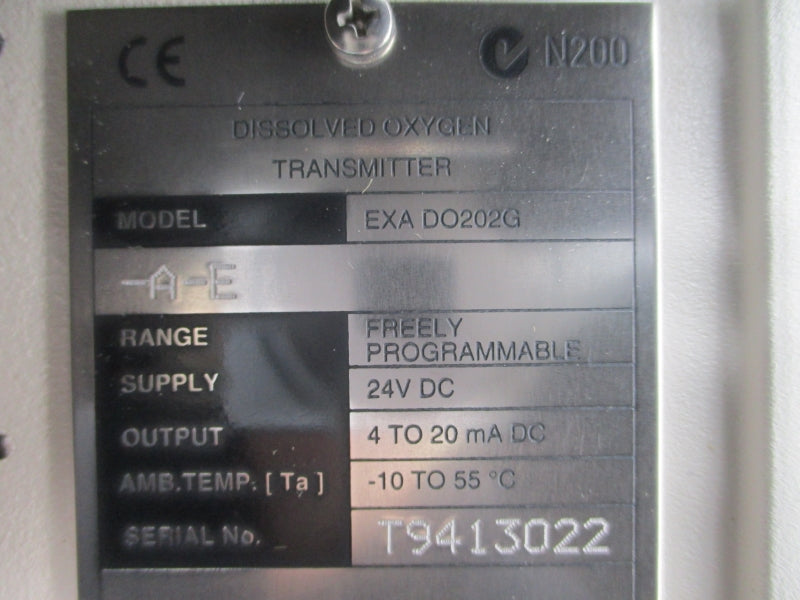 CE N200
DISSOLVED OXYGEN
TRANSMITTER
MODEL EXA DO202G
-A-E
RANGE FREELY
PROGRAMMABLE
SUPPLY 24V DC
OUTPUT 4 TO 20 mA DC
AMB.TEMP. [ Ta ] -10 TO 55 °C
SERIAL No. T9413022